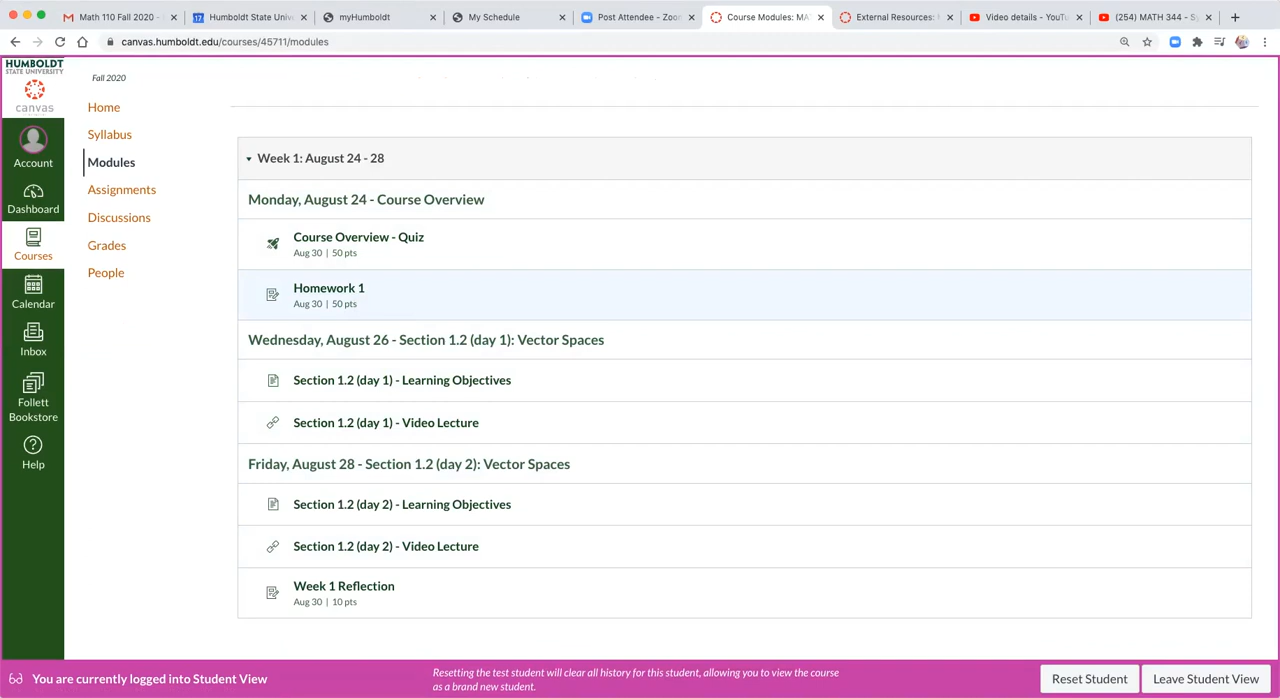 Math 110 Fall 2020 -
Humboldt State Univ
myHumboldt
My Schedule
Post Attendee - Zoo
Course Modules: MA
External Resources:
Video details - YouTu
(254) MATH 344 - S
canvas.humboldt.edu/courses/45711/modules
HUMBOLDT
STATE UNIVERSITY
canvas
Account
Dashboard
Courses
Calendar
Inbox
Follett
Bookstore
Help
Fall 2020
Home
Syllabus
Modules
Assignments
Discussions
Grades
People
Week 1: August 24 - 28
Monday, August 24 - Course Overview
Course Overview - Quiz
Aug 30 | 50 pts
Homework 1
Aug 30 | 50 pts
Wednesday, August 26 - Section 1.2 (day 1): Vector Spaces
Section 1.2 (day 1) - Learning Objectives
Section 1.2 (day 1) - Video Lecture
Friday, August 28 - Section 1.2 (day 2): Vector Spaces
Section 1.2 (day 2) - Learning Objectives
Section 1.2 (day 2) - Video Lecture
Week 1 Reflection
Aug 30 | 10 pts
You are currently logged into Student View
Resetting the test student will clear all history for this student, allowing you to view the course
as a brand new student.
Reset Student
Leave Student View